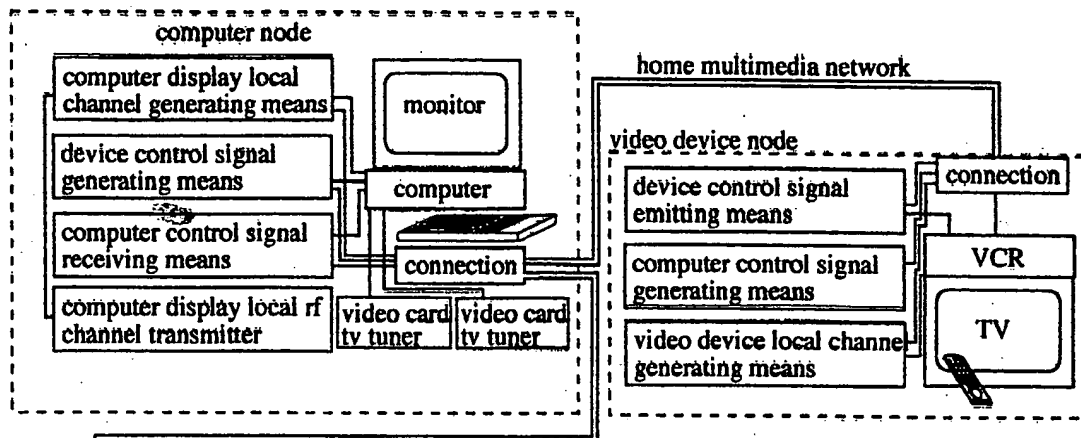 computer node
computer display local
channel generating means
device control signal
generating means
computer control signal
receiving means
computer display local rf
channel transmitter
monitor
computer
connection
video card
tv tuner
video card
tv tuner
home multimedia network
video device node
connection
device control signal
emitting means
computer control signal
generating means
video device local channel
generating means
VCR
TV